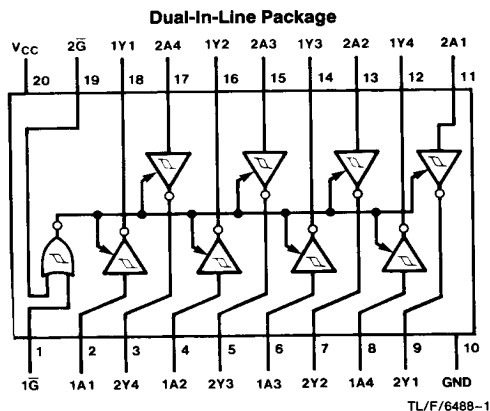 Dual-In-Line Package
VCC 2G̅ 1Y1 2A4 1Y2 2A3 1Y3 2A2 1Y4 2A1
20 19 18 17 16 15 14 13 12 11
1 2 3 4 5 6 7 8 9 10
1G̅ 1A1 2Y4 1A2 2Y3 1A3 2Y2 1A4 2Y1 GND
TL/F/6488–1